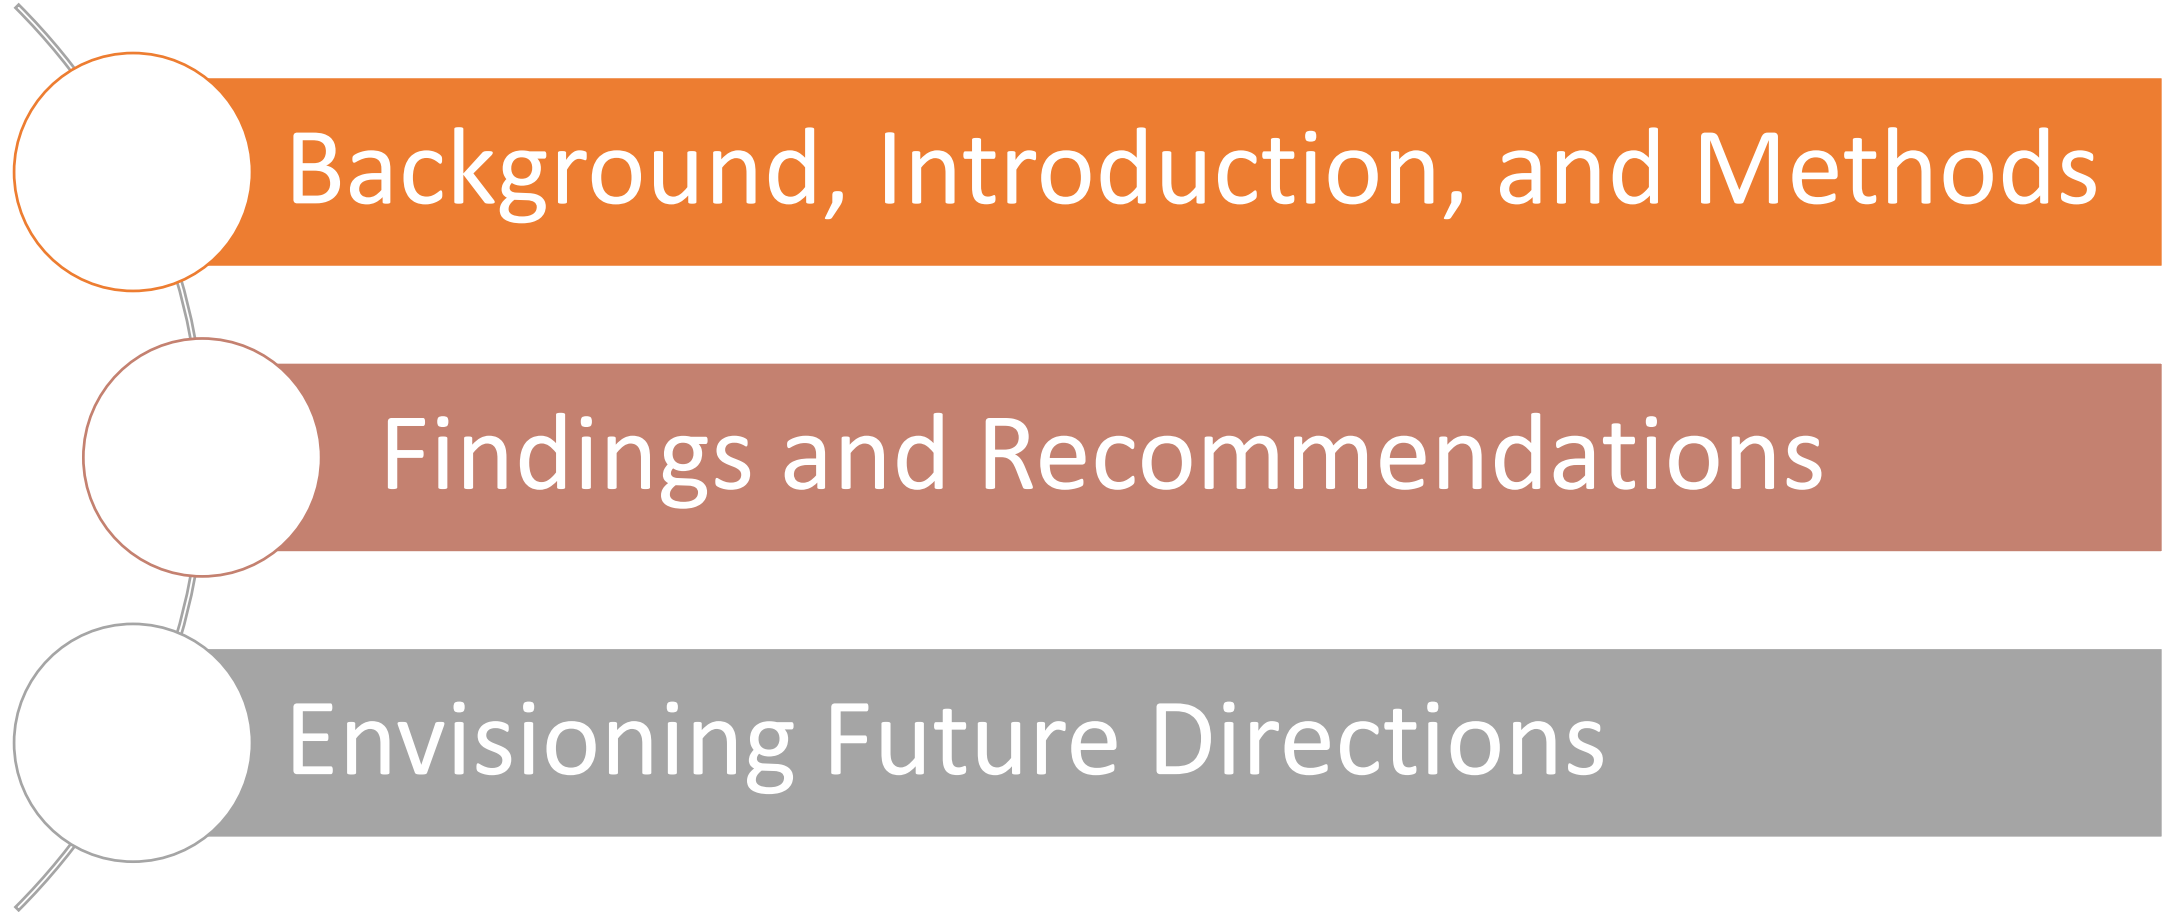 Background, Introduction, and Methods
Findings and Recommendations
Envisioning Future Directions